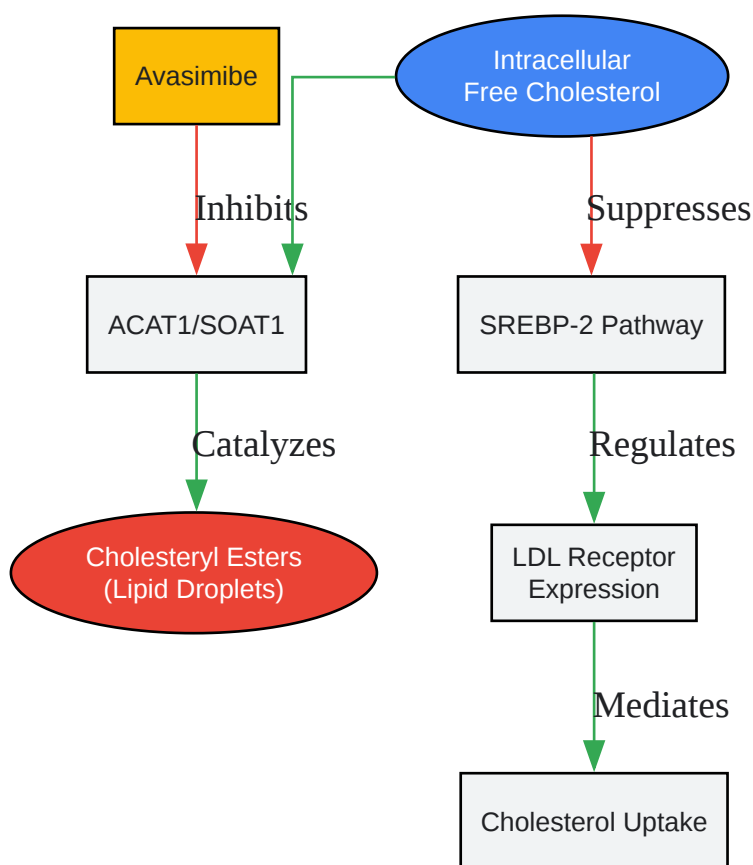 Avasimibe
Intracellular
Free Cholesterol
Inhibits
Suppresses
ACAT1/SOAT1
SREBP-2 Pathway
Catalyzes
Regulates
Cholesteryl Esters
(Lipid Droplets)
LDL Receptor
Expression
Mediates
Cholesterol Uptake